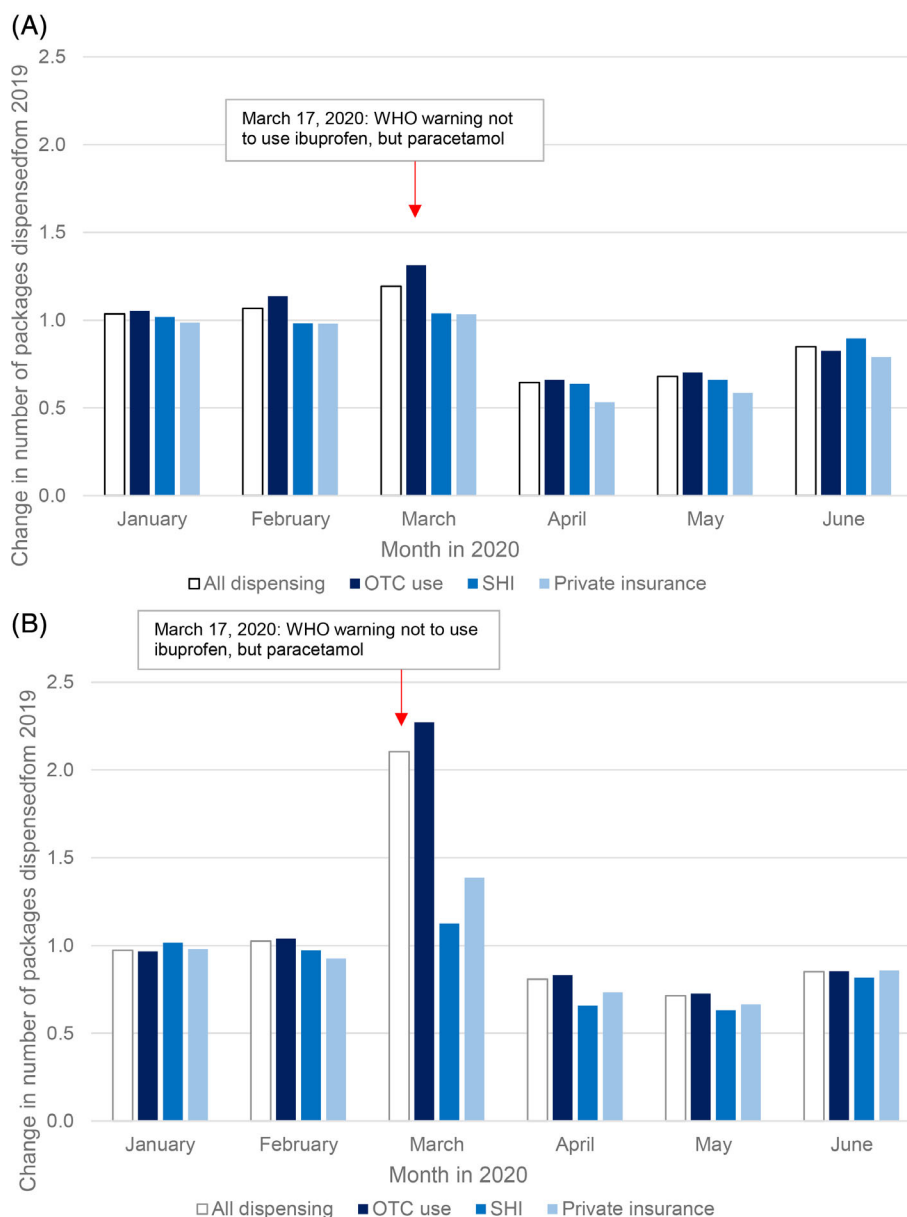 (A)
Change in number of packages dispensedfom 2019
2.5
2.0
1.5
1.0
0.5
0.0
March 17, 2020: WHO warning not
to use ibuprofen, but paracetamol
January February March April May June
Month in 2020
All dispensing OTC use SHI Private insurance
(B)
Change in number of packages dispensedfom 2019
March 17, 2020: WHO warning not to use
ibuprofen, but paracetamol
2.5
2.0
1.5
1.0
0.5
0.0
January February March April May June
Month in 2020
All dispensing OTC use SHI Private insurance